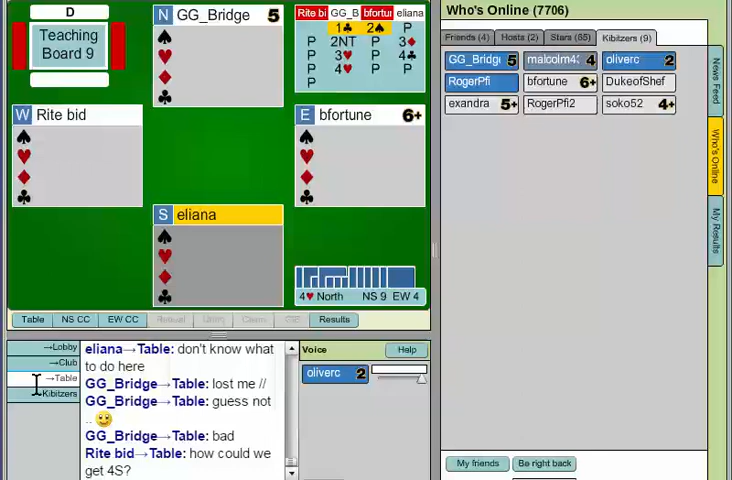 D
Teaching
Board 9
N GG_Bridge 5
Rite bi GG_B bfortur eliana
1♣ 2♠ P
P 2NT P 3♦
P 3♥ P 4♣
P 4♥ P P
P
W Rite bid
E bfortune 6+
S eliana
4♥ North NS 9 EW 4
Table NS CC EW CC Results
→Lobby
→Club
→Table
→Kibitzers
eliana→Table: don't know what
to do here
GG_Bridge→Table: lost me //
GG_Bridge→Table: guess not
..
GG_Bridge→Table: bad
Rite bid→Table: how could we
get 4S?
Voice Help
oliverc 2
Who's Online (7706)
Friends (4) Hosts (2) Stars (65) Kibitzers (9)
GG_Bridge 5 malcolm4 4 oliverc 2
RogerPfi bfortune 6+ DukeofShef
exandra 5+ RogerPfi2 soko52 4+
News Feed
Who's Online
My Results
My friends Be right back